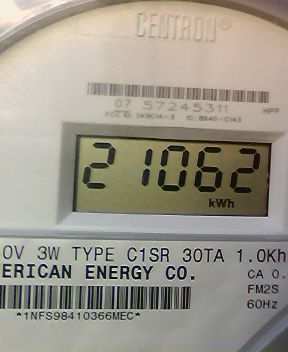 CENTRON®
07 57245311
HPP
21062
kWh
0V 3W TYPE C1SR 30TA 1.0Kh
ERICAN ENERGY CO.
CA 0.
FM2S
60Hz
*1NFS98410366MEC*